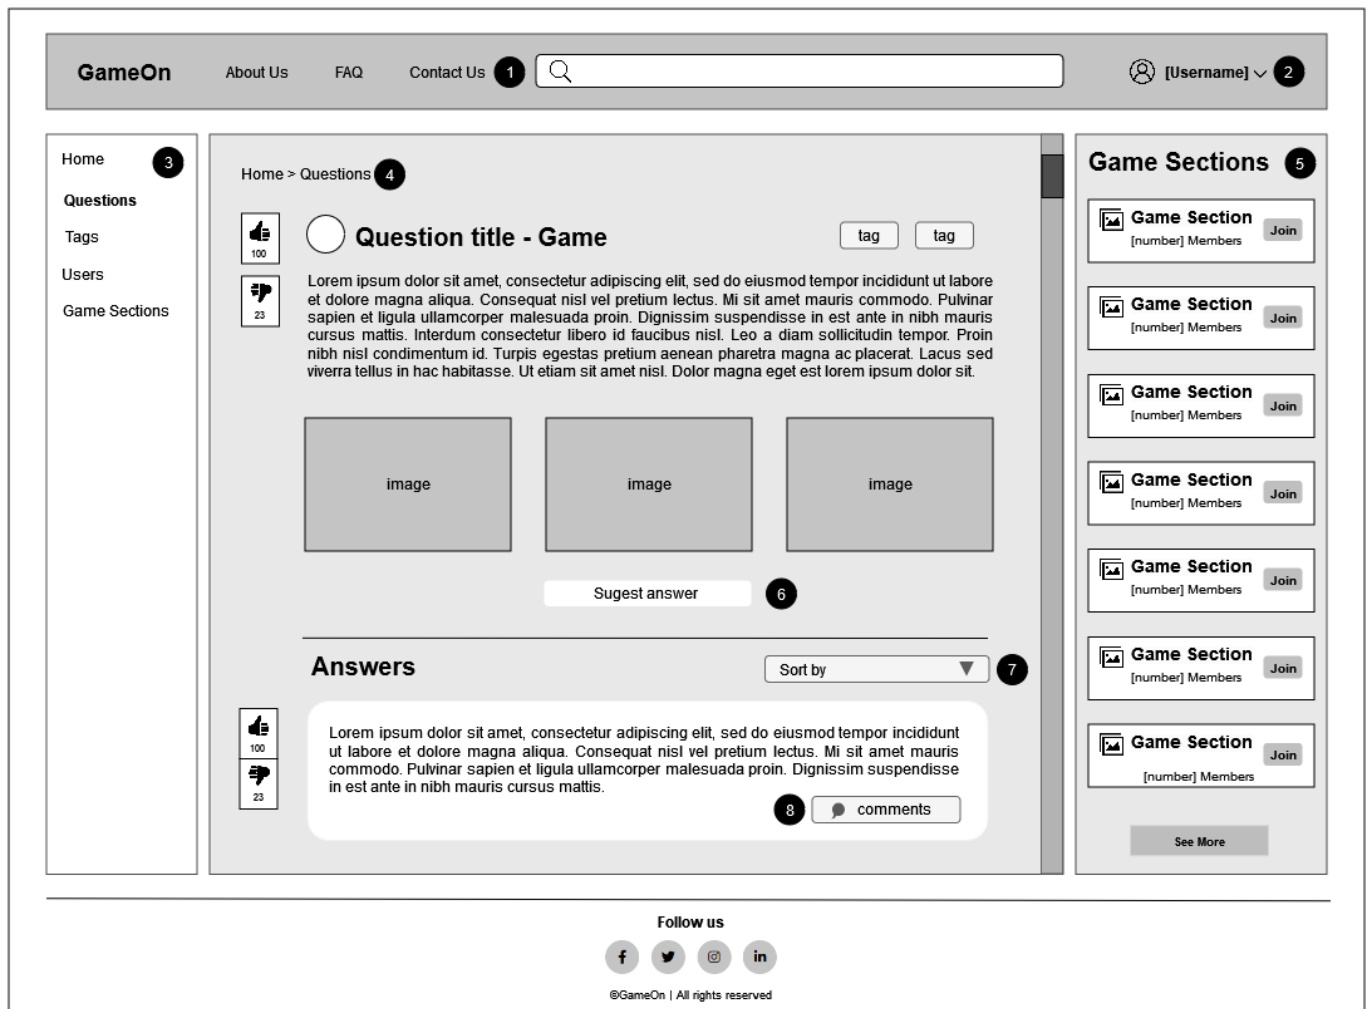 GameOn About Us FAQ Contact Us 1 [Username] 2
Home 3
Questions
Tags
Users
Game Sections
Home > Questions 4
100
23
Question title - Game tag tag
Lorem ipsum dolor sit amet, consectetur adipiscing elit, sed do eiusmod tempor incididunt ut labore
et dolore magna aliqua. Consequat nisl vel pretium lectus. Mi sit amet mauris commodo. Pulvinar
sapien et ligula ullamcorper malesuada proin. Dignissim suspendisse in est ante in nibh mauris
cursus mattis. Interdum consectetur libero id faucibus nisl. Leo a diam sollicitudin tempor. Proin
nibh nisl condimentum id. Turpis egestas pretium aenean pharetra magna ac placerat. Lacus sed
viverra tellus in hac habitasse. Ut etiam sit amet nisl. Dolor magna eget est lorem ipsum dolor sit.
image image image
Sugest answer 6
Answers Sort by 7
100
23
Lorem ipsum dolor sit amet, consectetur adipiscing elit, sed do eiusmod tempor incididunt
ut labore et dolore magna aliqua. Consequat nisl vel pretium lectus. Mi sit amet mauris
commodo. Pulvinar sapien et ligula ullamcorper malesuada proin. Dignissim suspendisse
in est ante in nibh mauris cursus mattis.
8 comments
Game Sections 5
Game Section
[number] Members Join
Game Section
[number] Members Join
Game Section
[number] Members Join
Game Section
[number] Members Join
Game Section
[number] Members Join
Game Section
[number] Members Join
Game Section
[number] Members Join
See More
Follow us
©GameOn | All rights reserved